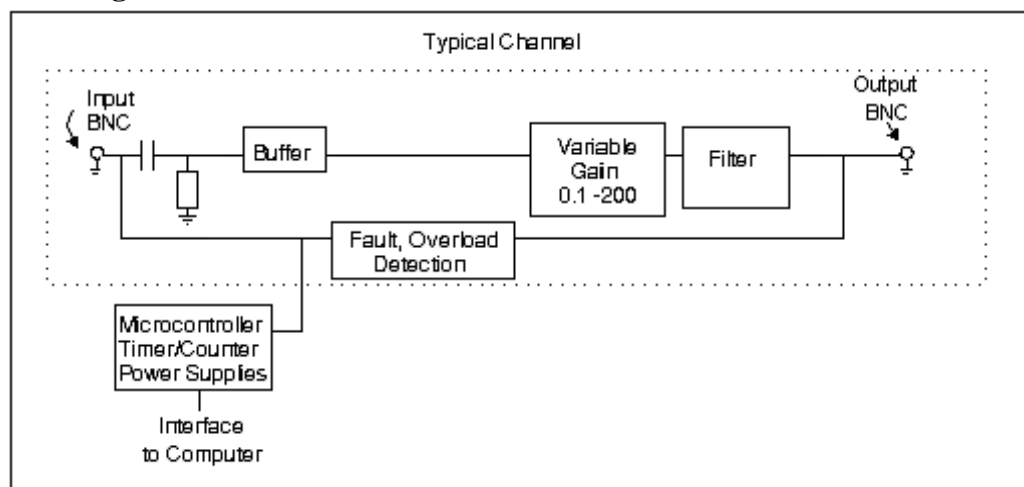 Typical Channel
Input
BNC
Output
BNC
Buffer
Variable
Gain
0.1 -200
Filter
Fault, Overload
Detection
Microcontroller
Timer/Counter
Power Supplies
Interface
to Computer